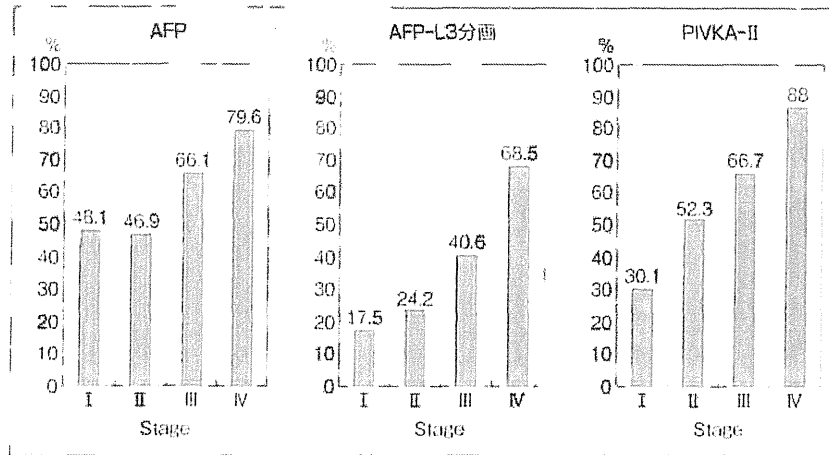 AFP
%
100
90
80
70
60
50
40
30
20
10
0
48.1
46.9
66.1
79.6
I
II
III
IV
Stage
AFP-L3分画
%
100
90
80
70
60
50
40
30
20
10
0
17.5
24.2
40.6
68.5
I
II
III
IV
Stage
PIVKA-II
%
100
90
80
70
60
50
40
30
20
10
0
30.1
52.3
66.7
88
I
II
III
IV
Stage